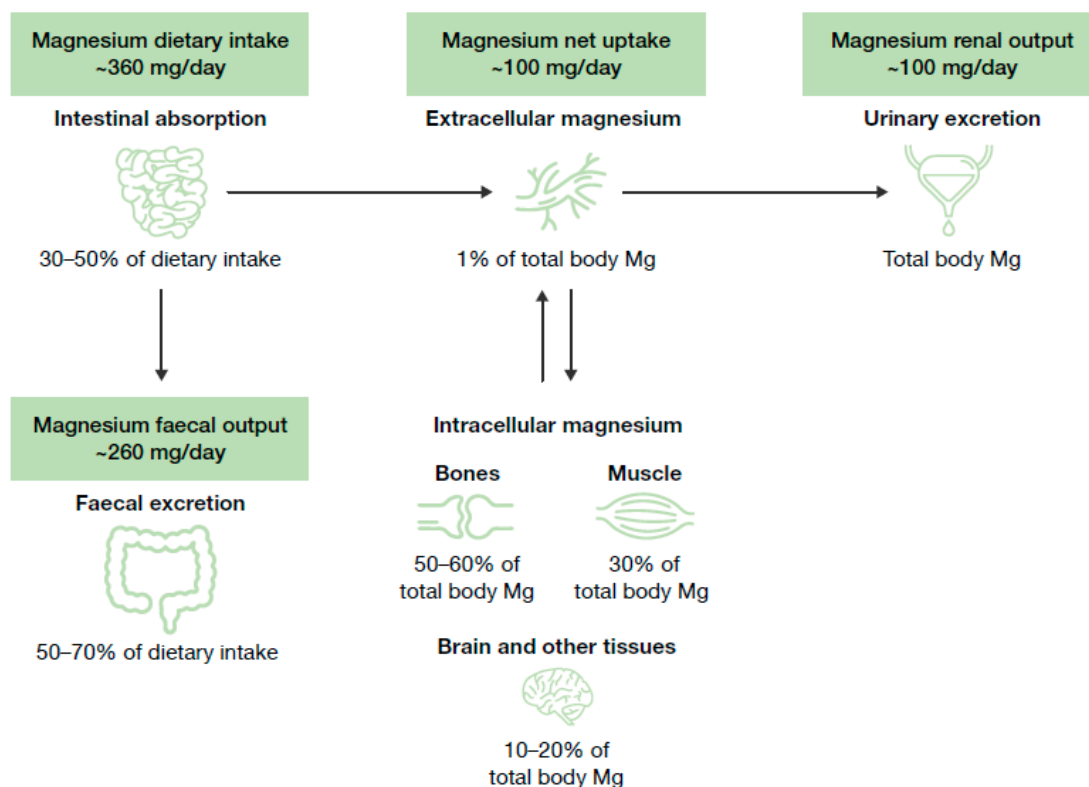 Magnesium dietary intake
~360 mg/day
Intestinal absorption
30–50% of dietary intake
Magnesium net uptake
~100 mg/day
Extracellular magnesium
1% of total body Mg
Magnesium renal output
~100 mg/day
Urinary excretion
Total body Mg
Magnesium faecal output
~260 mg/day
Faecal excretion
50–70% of dietary intake
Intracellular magnesium
Bones
50–60% of
total body Mg
Muscle
30% of
total body Mg
Brain and other tissues
10–20% of
total body Mg